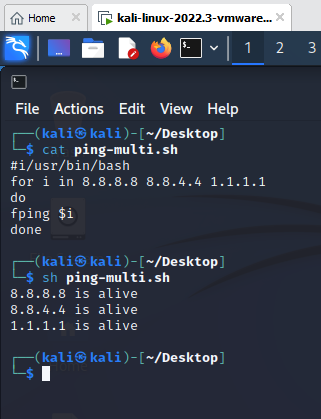 Home
kali-linux-2022.3-vmware...
1 2 3
File Actions Edit View Help
┌──(kali㉿kali)-[~/Desktop]
└─$ cat ping-multi.sh
#i/usr/bin/bash
for i in 8.8.8.8 8.8.4.4 1.1.1.1
do
fping $i
done
┌──(kali㉿kali)-[~/Desktop]
└─$ sh ping-multi.sh
8.8.8.8 is alive
8.8.4.4 is alive
1.1.1.1 is alive
┌──(kali㉿kali)-[~/Desktop]
└─$